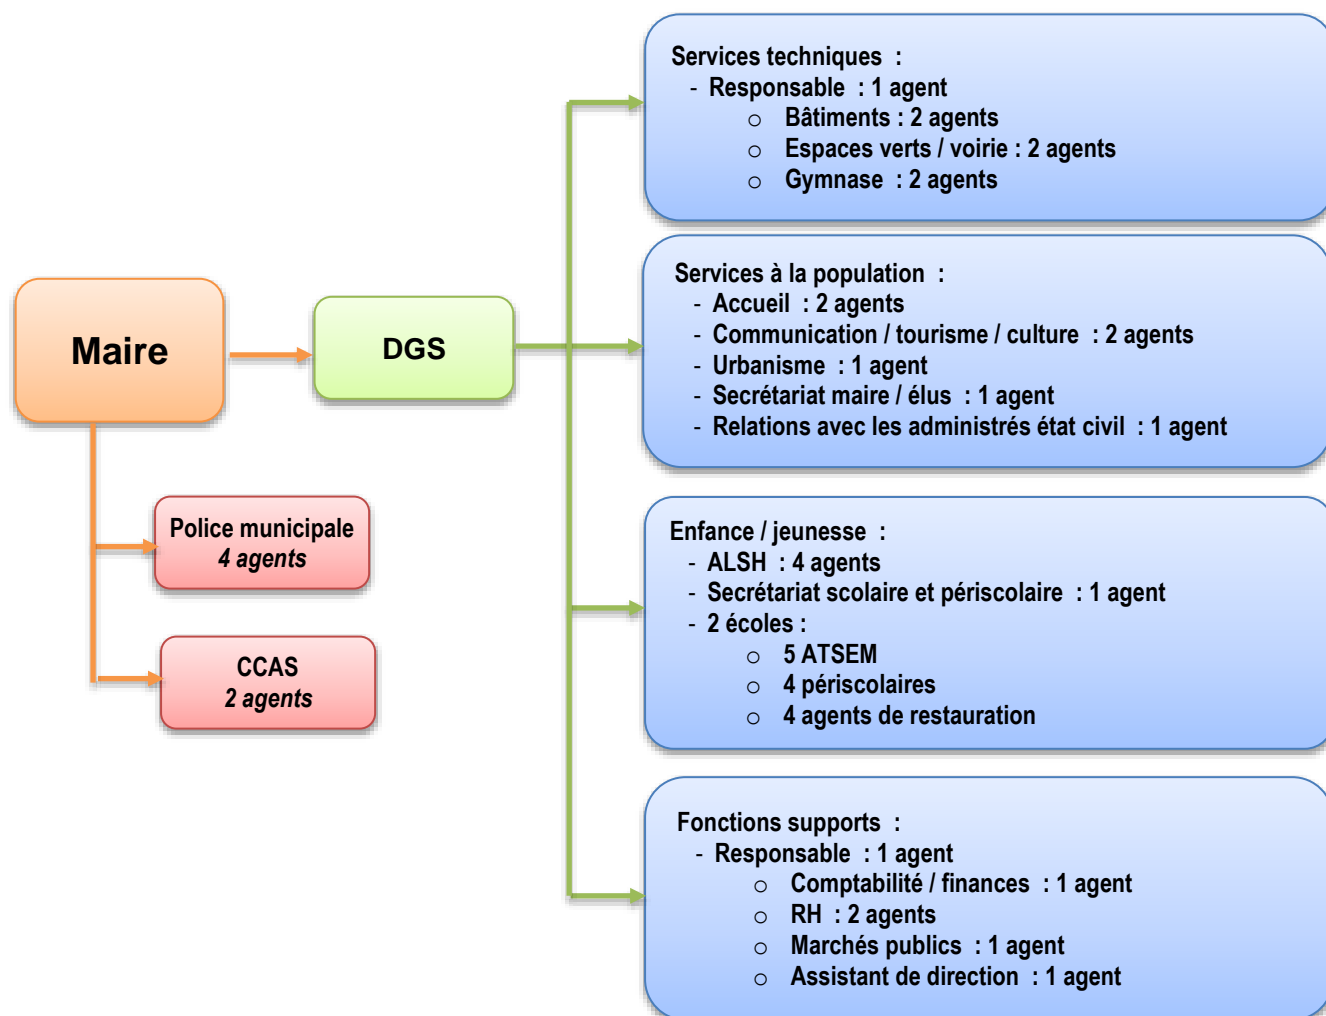 Maire
DGS
Police municipale
4 agents
CCAS
2 agents
Services techniques :
- Responsable : 1 agent
o Bâtiments : 2 agents
o Espaces verts / voirie : 2 agents
o Gymnase : 2 agents
Services à la population :
- Accueil : 2 agents
- Communication / tourisme / culture : 2 agents
- Urbanisme : 1 agent
- Secrétariat maire / élus : 1 agent
- Relations avec les administrés état civil : 1 agent
Enfance / jeunesse :
- ALSH : 4 agents
- Secrétariat scolaire et périscolaire : 1 agent
- 2 écoles :
o 5 ATSEM
o 4 périscolaires
o 4 agents de restauration
Fonctions supports :
- Responsable : 1 agent
o Comptabilité / finances : 1 agent
o RH : 2 agents
o Marchés publics : 1 agent
o Assistant de direction : 1 agent